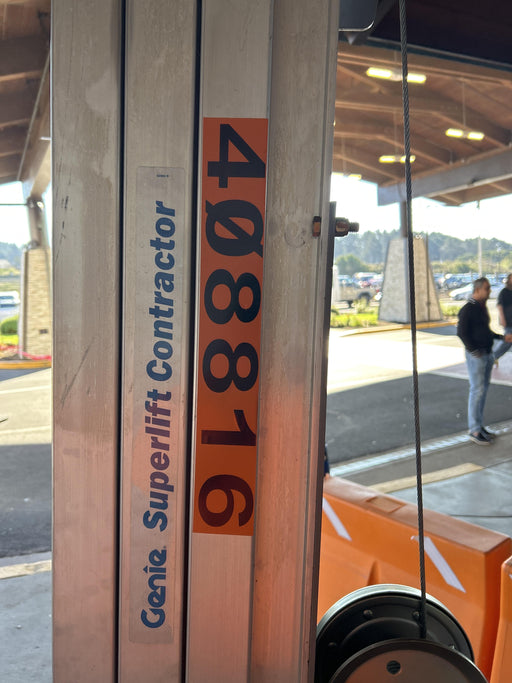 Genie Superlift Contractor
4Ø8816